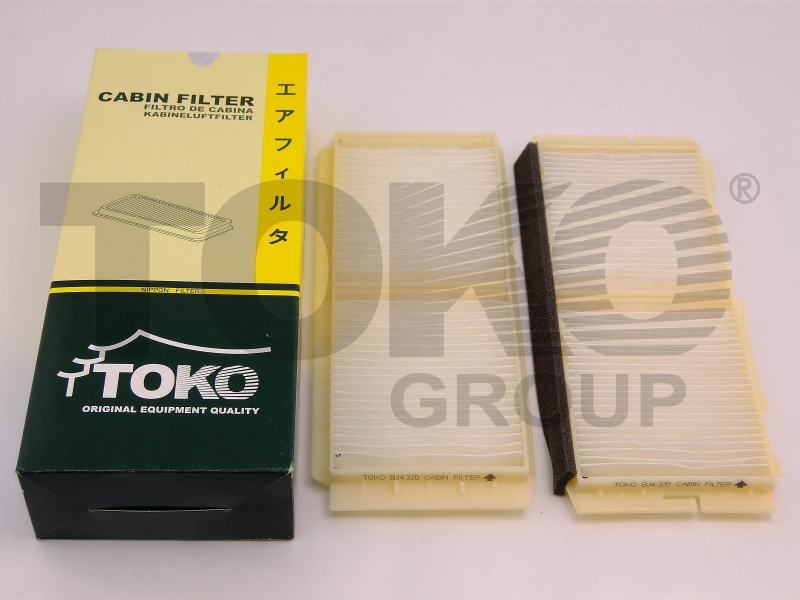 CABIN FILTER
FILTRO DE CABINA
KABINELUFTFILTER
エアフィルタ
NIPPON FILTERS
TOKO
ORIGINAL EQUIPMENT QUALITY
TOKO BJ4-320 CABIN FILTER
TOKO BJ4-320 CABIN FILTER
TOKO ®
GROUP